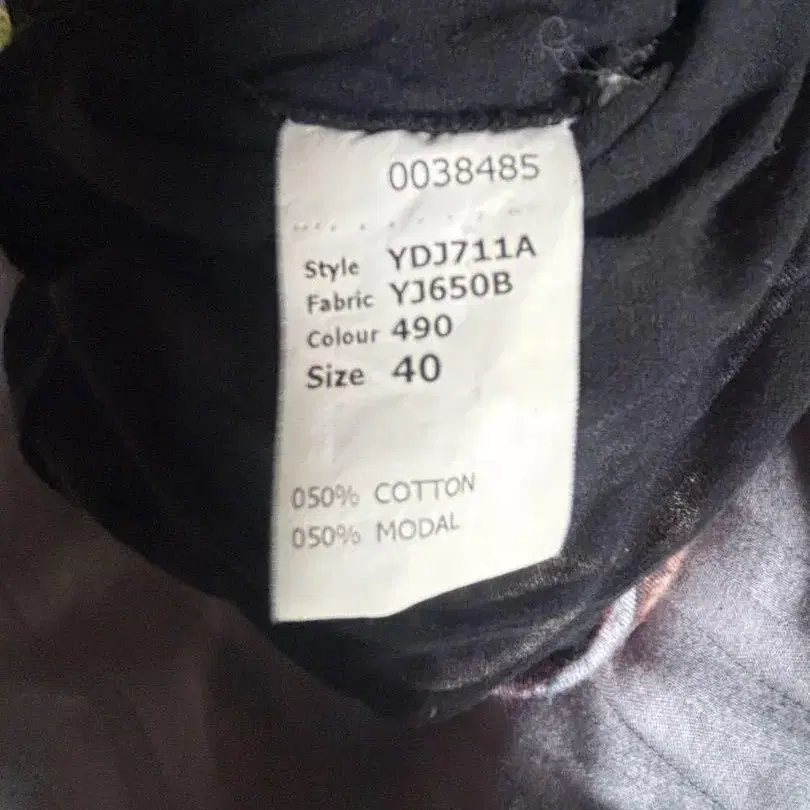 0038485
Style YDJ711A
Fabric YJ650B
Colour 490
Size 40
050% COTTON
050% MODAL